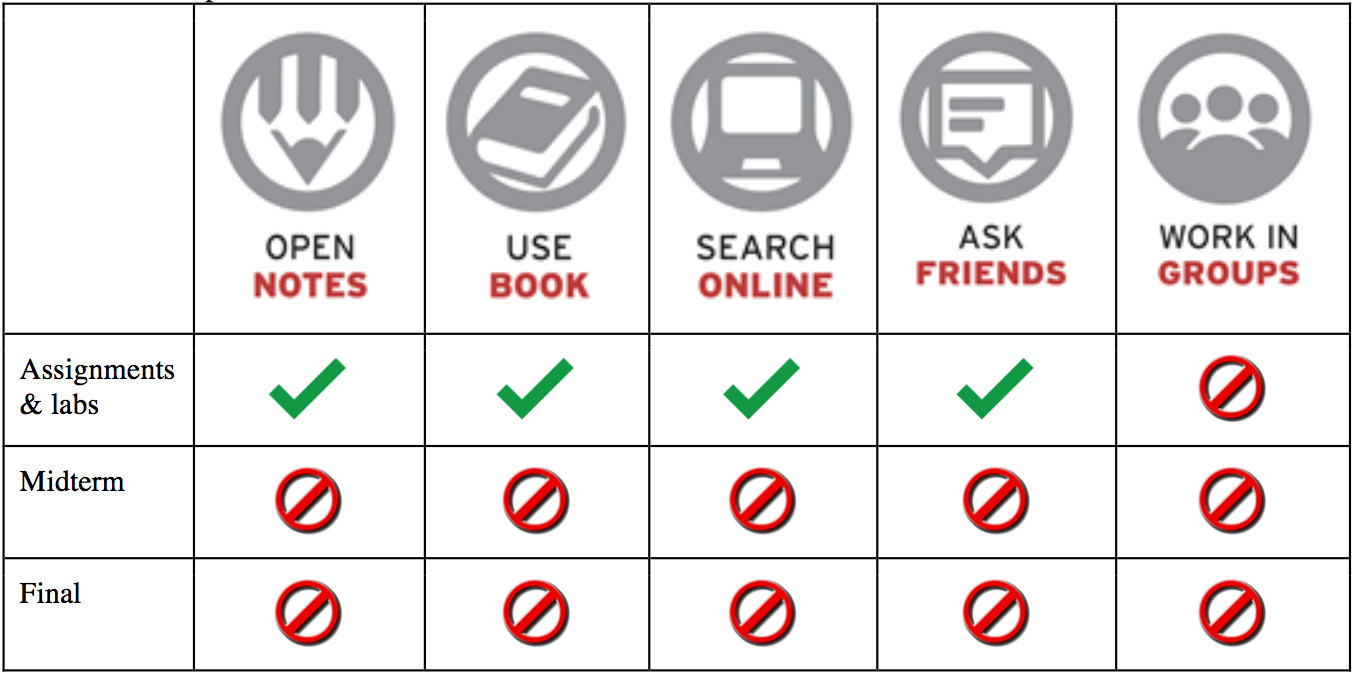 OPEN
NOTES
USE
BOOK
SEARCH
ONLINE
ASK
FRIENDS
WORK IN
GROUPS
Assignments
& labs
Midterm
Final